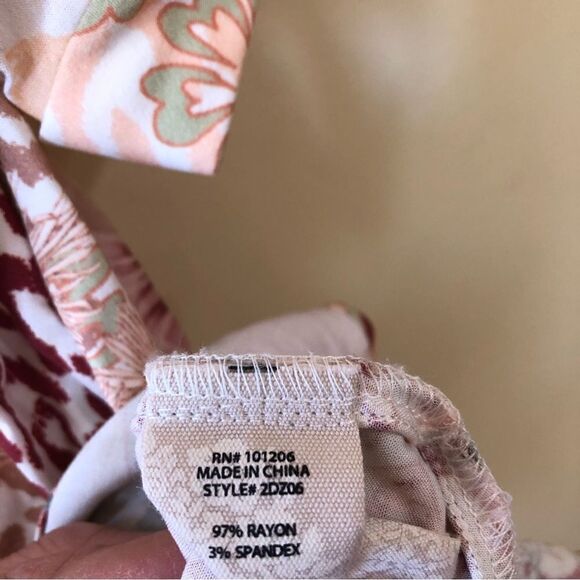 RN# 101206
MADE IN CHINA
STYLE# 2DZ06
97% RAYON
3% SPANDEX